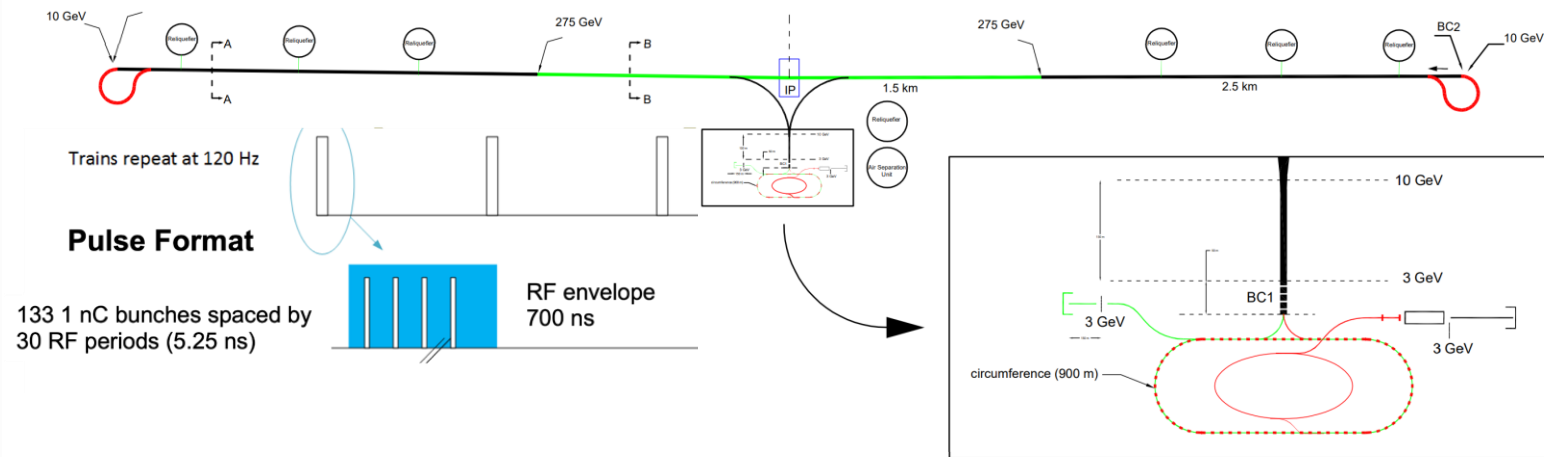 10 GeV
Reliquefier
Reliquefier
Reliquefier
A
A
275 GeV
B
B
IP
1.5 km
275 GeV
Reliquefier
Reliquefier
Reliquefier
2.5 km
BC2
10 GeV
Reliquefier
Air Separation
Unit
Trains repeat at 120 Hz
Pulse Format
133 1 nC bunches spaced by
30 RF periods (5.25 ns)
RF envelope
700 ns
circumference (900 m)
10 GeV
3 GeV
BC1
3 GeV
3 GeV
circumference (900 m)